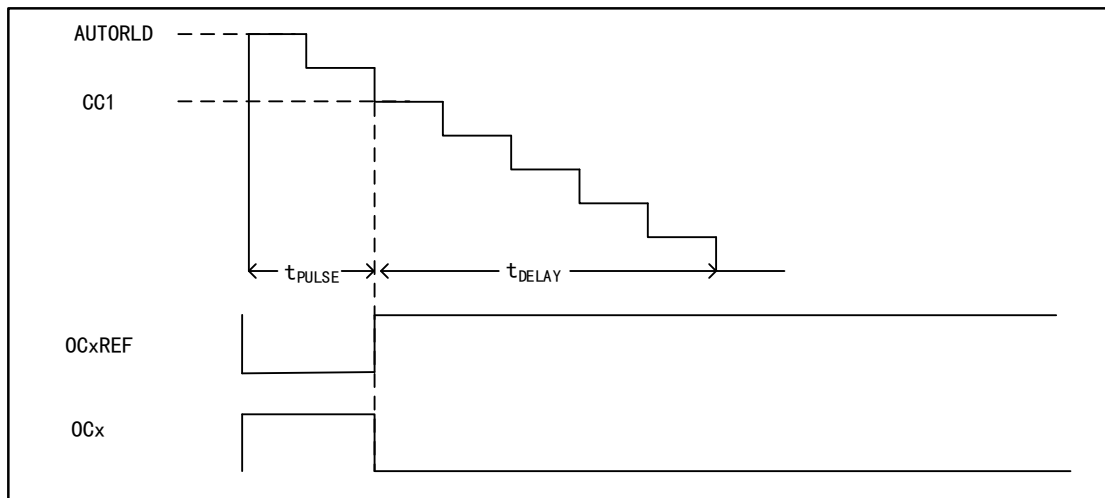 AUTORLD
CC1
tPULSE
tDELAY
OCxREF
OCx